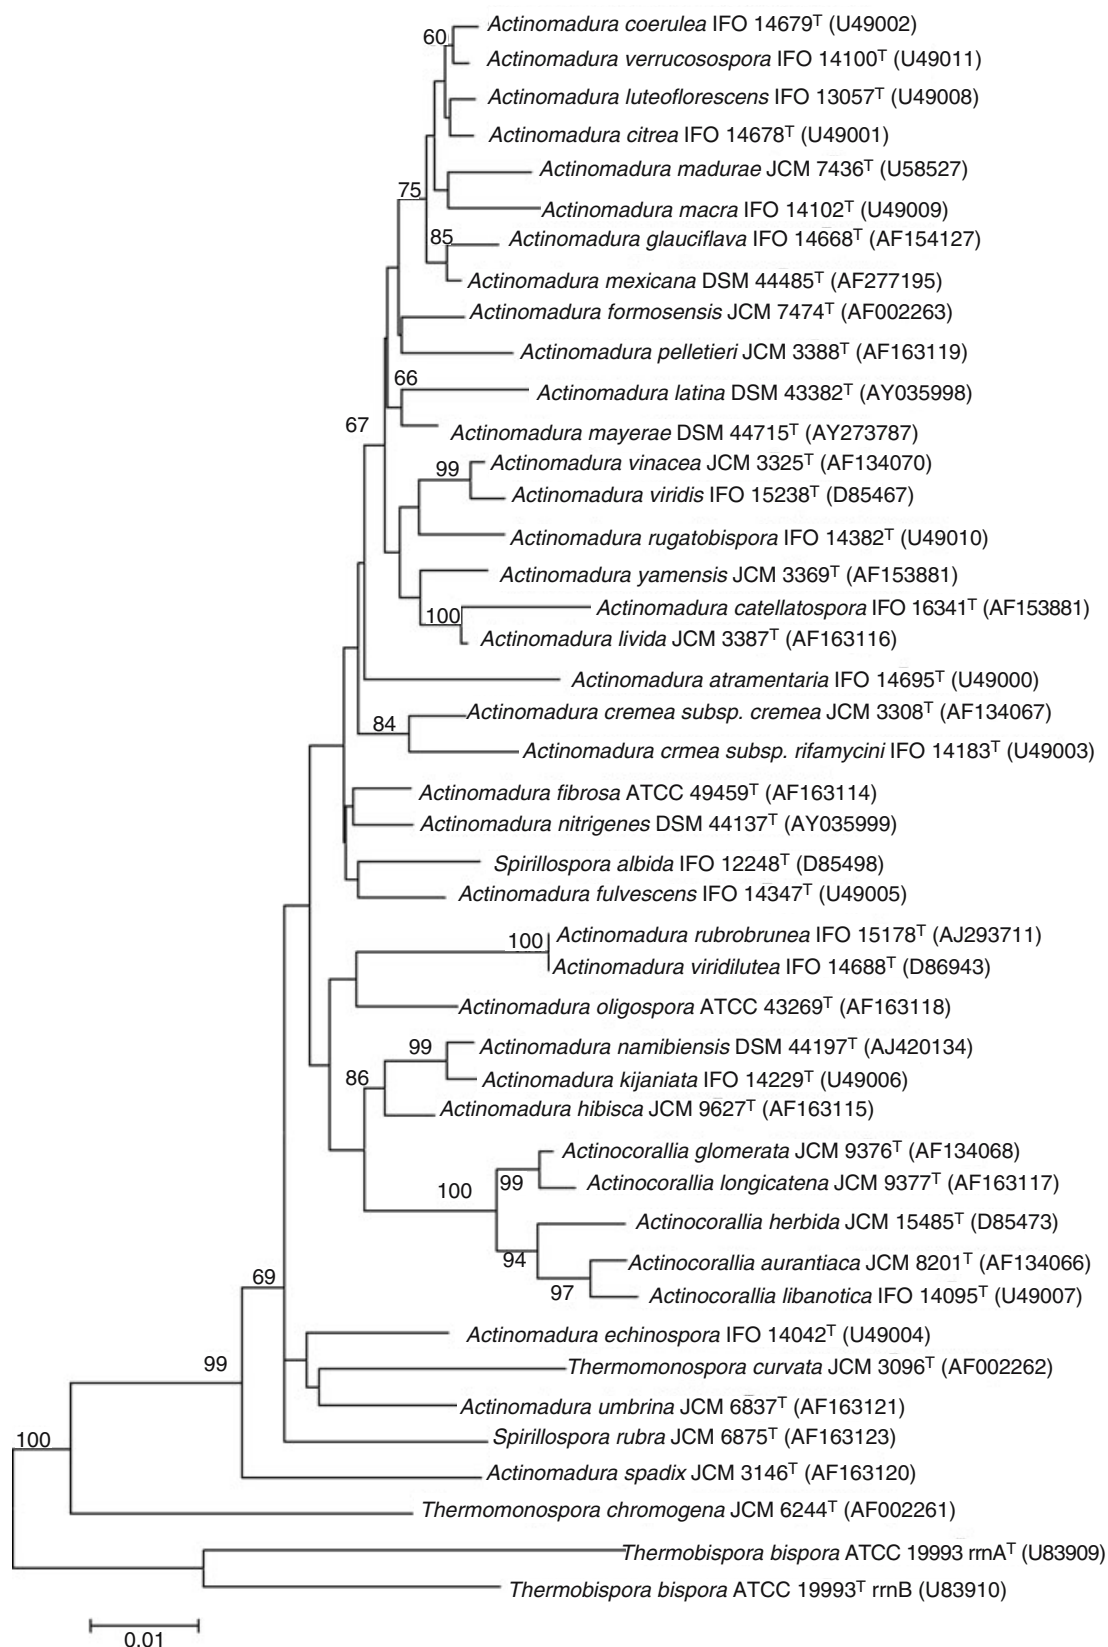 Actinomadura coerulea IFO 14679T (U49002)
60
Actinomadura verrucosospora IFO 14100T (U49011)
Actinomadura luteoflorescens IFO 13057T (U49008)
Actinomadura citrea IFO 14678T (U49001)
Actinomadura madurae JCM 7436T (U58527)
75
Actinomadura macra IFO 14102T (U49009)
85
Actinomadura glauciflava IFO 14668T (AF154127)
Actinomadura mexicana DSM 44485T (AF277195)
Actinomadura formosensis JCM 7474T (AF002263)
Actinomadura pelletieri JCM 3388T (AF163119)
66
Actinomadura latina DSM 43382T (AY035998)
67
Actinomadura mayerae DSM 44715T (AY273787)
99
Actinomadura vinacea JCM 3325T (AF134070)
Actinomadura viridis IFO 15238T (D85467)
Actinomadura rugatobispora IFO 14382T (U49010)
Actinomadura yamensis JCM 3369T (AF153881)
Actinomadura catellatospora IFO 16341T (AF153881)
100
Actinomadura livida JCM 3387T (AF163116)
Actinomadura atramentaria IFO 14695T (U49000)
Actinomadura cremea subsp. cremea JCM 3308T (AF134067)
84
Actinomadura crmea subsp. rifamycini IFO 14183T (U49003)
Actinomadura fibrosa ATCC 49459T (AF163114)
Actinomadura nitrigenes DSM 44137T (AY035999)
Spirillospora albida IFO 12248T (D85498)
Actinomadura fulvescens IFO 14347T (U49005)
100
Actinomadura rubrobrunea IFO 15178T (AJ293711)
Actinomadura viridilutea IFO 14688T (D86943)
Actinomadura oligospora ATCC 43269T (AF163118)
99
Actinomadura namibiensis DSM 44197T (AJ420134)
86
Actinomadura kijaniata IFO 14229T (U49006)
Actinomadura hibisca JCM 9627T (AF163115)
Actinocorallia glomerata JCM 9376T (AF134068)
100
99
Actinocorallia longicatena JCM 9377T (AF163117)
Actinocorallia herbida JCM 15485T (D85473)
94
Actinocorallia aurantiaca JCM 8201T (AF134066)
97
Actinocorallia libanotica IFO 14095T (U49007)
69
Actinomadura echinospora IFO 14042T (U49004)
99
Thermomonospora curvata JCM 3096T (AF002262)
Actinomadura umbrina JCM 6837T (AF163121)
100
Spirillospora rubra JCM 6875T (AF163123)
Actinomadura spadix JCM 3146T (AF163120)
Thermomonospora chromogena JCM 6244T (AF002261)
Thermobispora bispora ATCC 19993 rrnAT (U83909)
Thermobispora bispora ATCC 19993T rrnB (U83910)
0.01